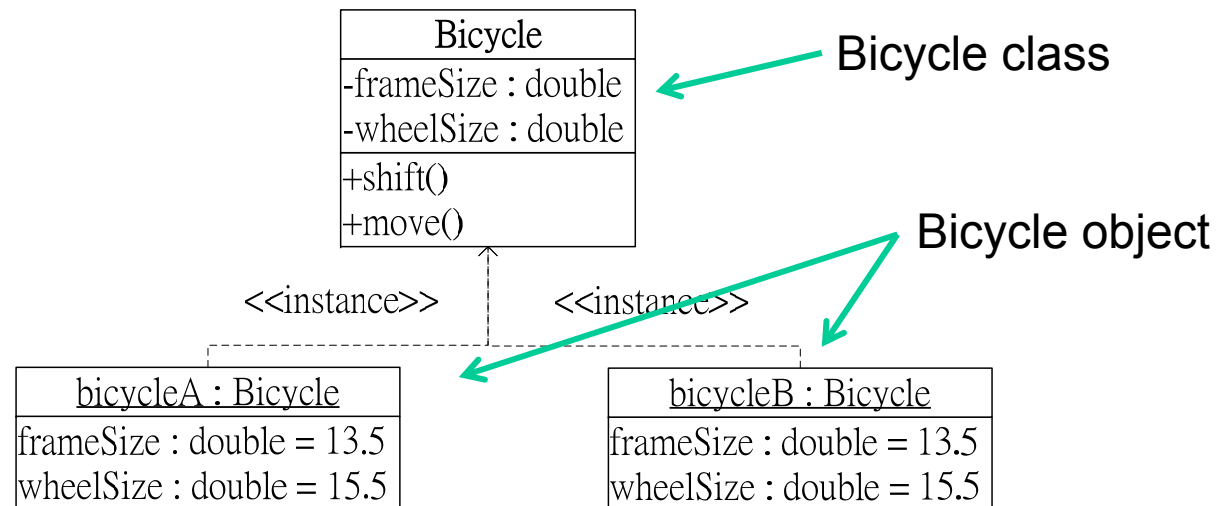 Bicycle
-frameSize : double
-wheelSize : double
+shift()
+move()
Bicycle class
Bicycle object
<<instance>>
<<instance>>
bicycleA : Bicycle
frameSize : double = 13.5
wheelSize : double = 15.5
bicycleB : Bicycle
frameSize : double = 13.5
wheelSize : double = 15.5